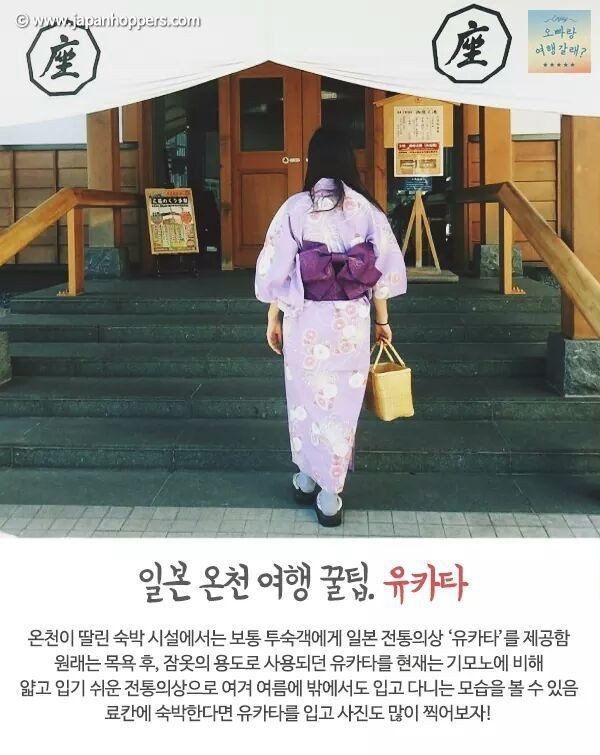 © www.japanhoppers.com
Enjoy
오빠랑
여행갈래?
★★★★★
座
座
일본 온천 여행 꿀팁. 유카타
온천이 딸린 숙박 시설에서는 보통 투숙객에게 일본 전통의상 ‘유카타’를 제공함
원래는 목욕 후, 잠옷의 용도로 사용되던 유카타를 현재는 기모노에 비해
얇고 입기 쉬운 전통의상으로 여겨 여름에 밖에서도 입고 다니는 모습을 볼 수 있음
료칸에 숙박한다면 유카타를 입고 사진도 많이 찍어보자!